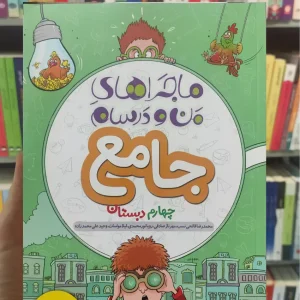 ماجراهای
من و درسام
جامع
چهارم دبستان